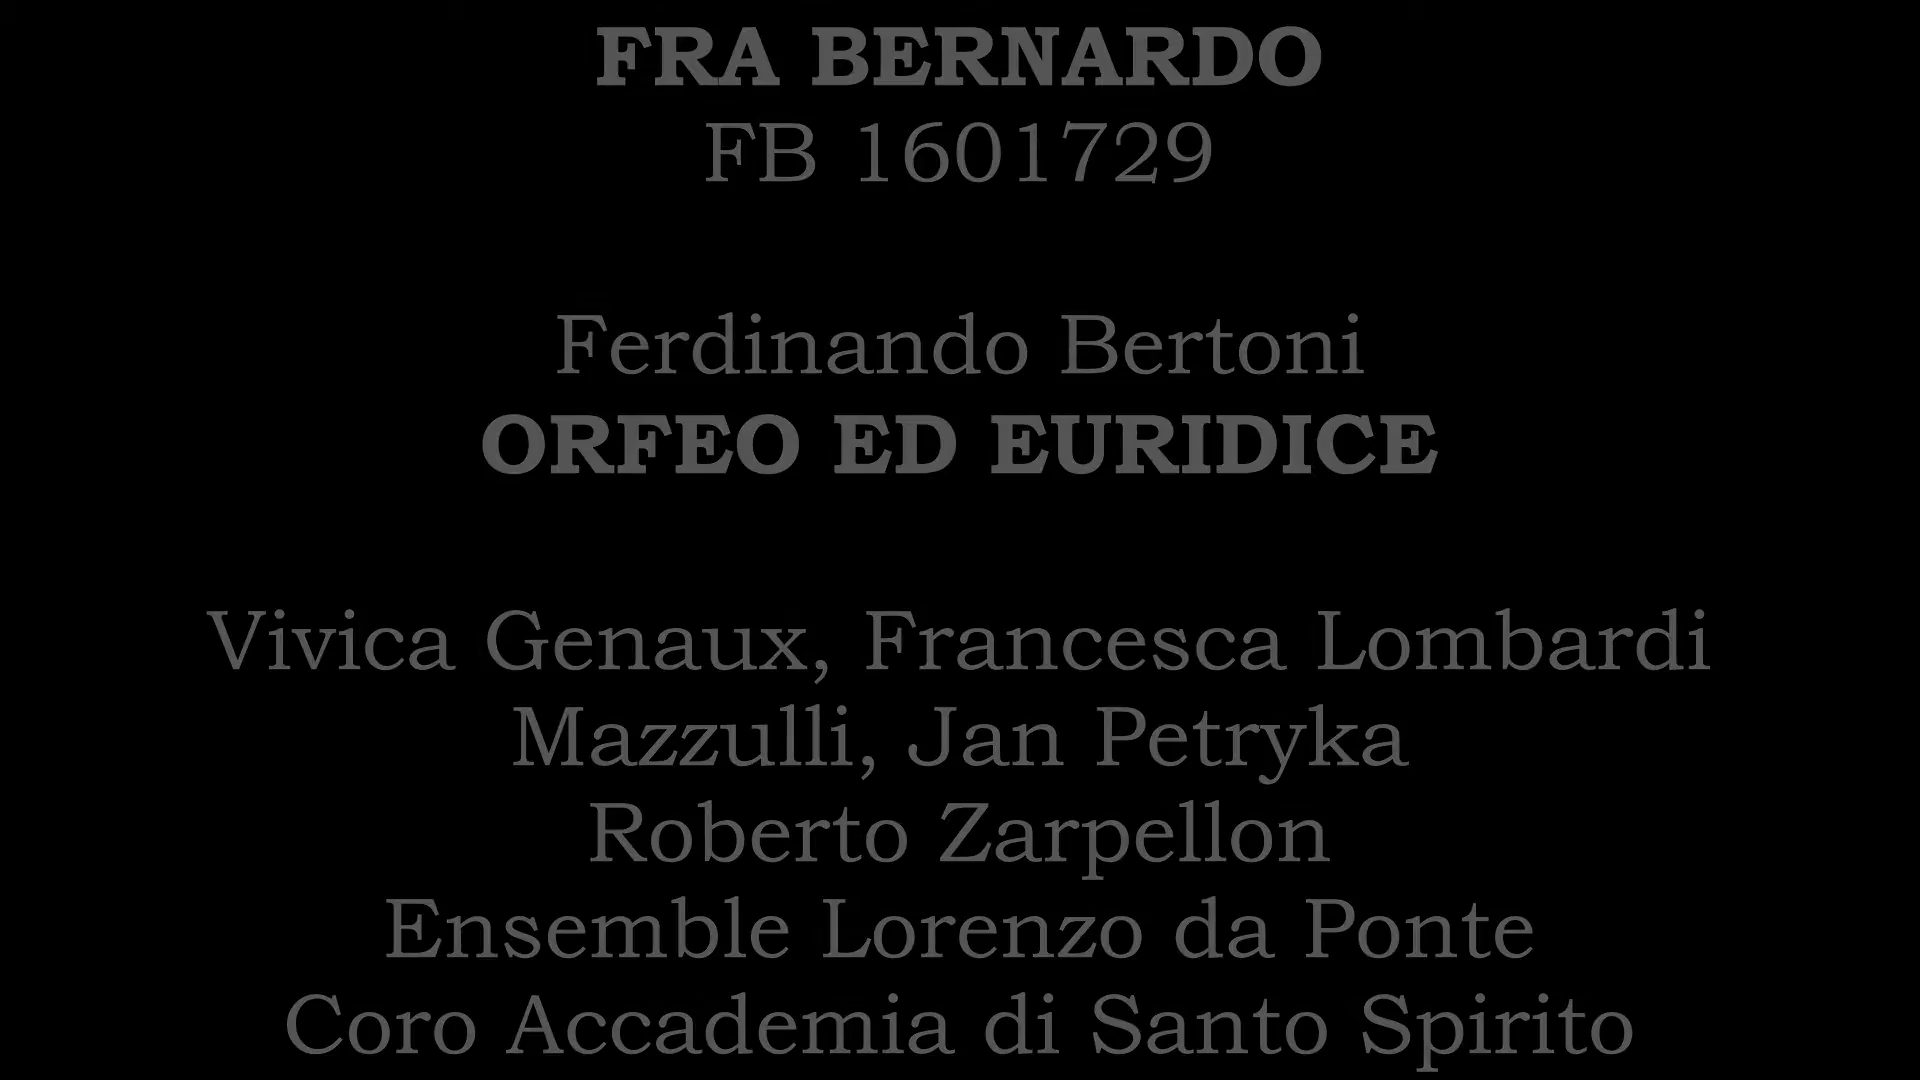 FRA BERNARDO
FB 1601729
Ferdinando Bertoni
ORFEO ED EURIDICE
Vivica Genaux, Francesca Lombardi
Mazzulli, Jan Petryka
Roberto Zarpellon
Ensemble Lorenzo da Ponte
Coro Accademia di Santo Spirito